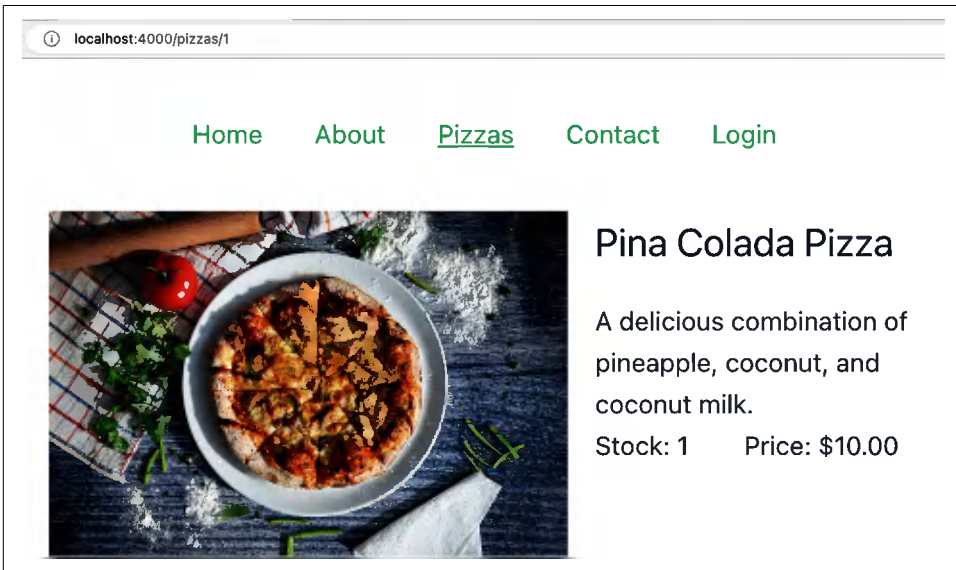 localhost:4000/pizzas/1
Home About Pizzas Contact Login
Pina Colada Pizza
A delicious combination of
pineapple, coconut, and
coconut milk.
Stock: 1 Price: $10.00